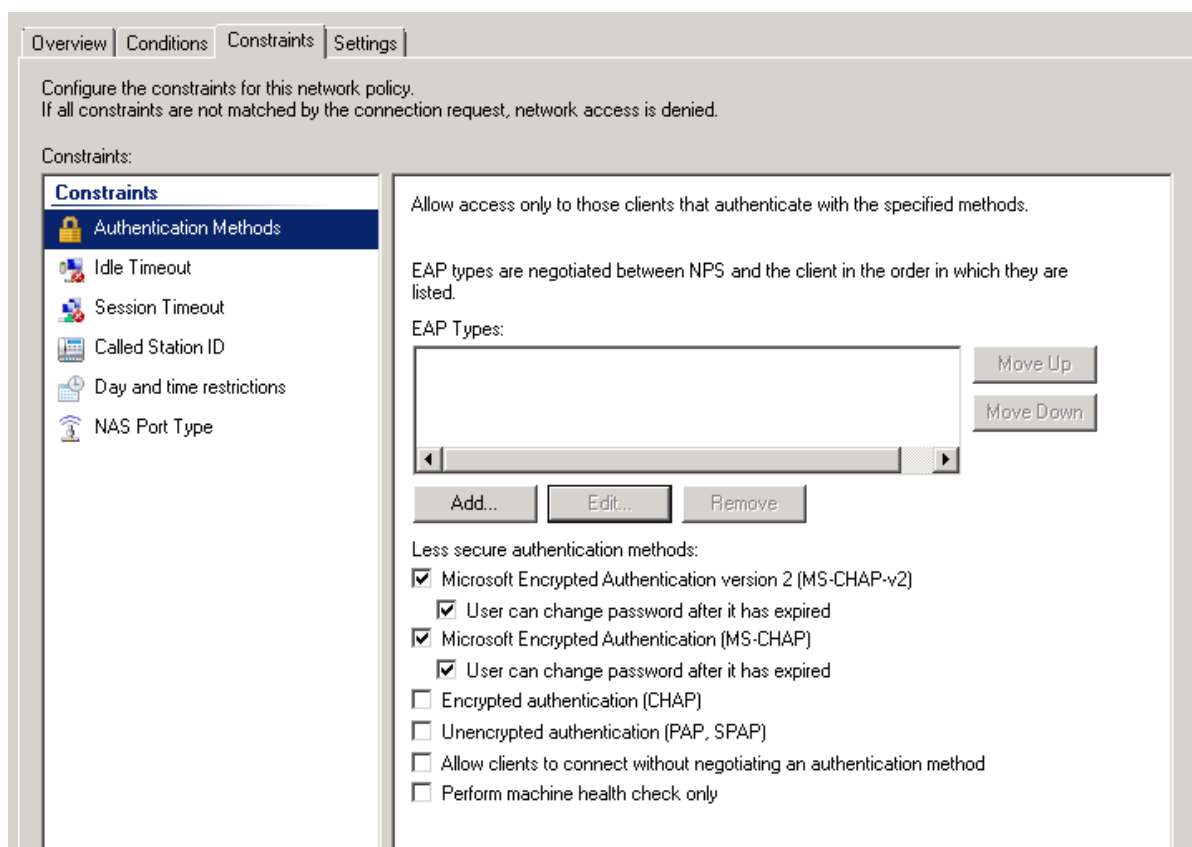 Overview
Conditions
Constraints
Settings
Configure the constraints for this network policy.
If all constraints are not matched by the connection request, network access is denied.
Constraints:
Constraints
Authentication Methods
Idle Timeout
Session Timeout
Called Station ID
Day and time restrictions
NAS Port Type
Allow access only to those clients that authenticate with the specified methods.
EAP types are negotiated between NPS and the client in the order in which they are
listed.
EAP Types:
Move Up
Move Down
Add...
Edit...
Remove
Less secure authentication methods:
Microsoft Encrypted Authentication version 2 (MS-CHAP-v2)
User can change password after it has expired
Microsoft Encrypted Authentication (MS-CHAP)
User can change password after it has expired
Encrypted authentication (CHAP)
Unencrypted authentication (PAP, SPAP)
Allow clients to connect without negotiating an authentication method
Perform machine health check only